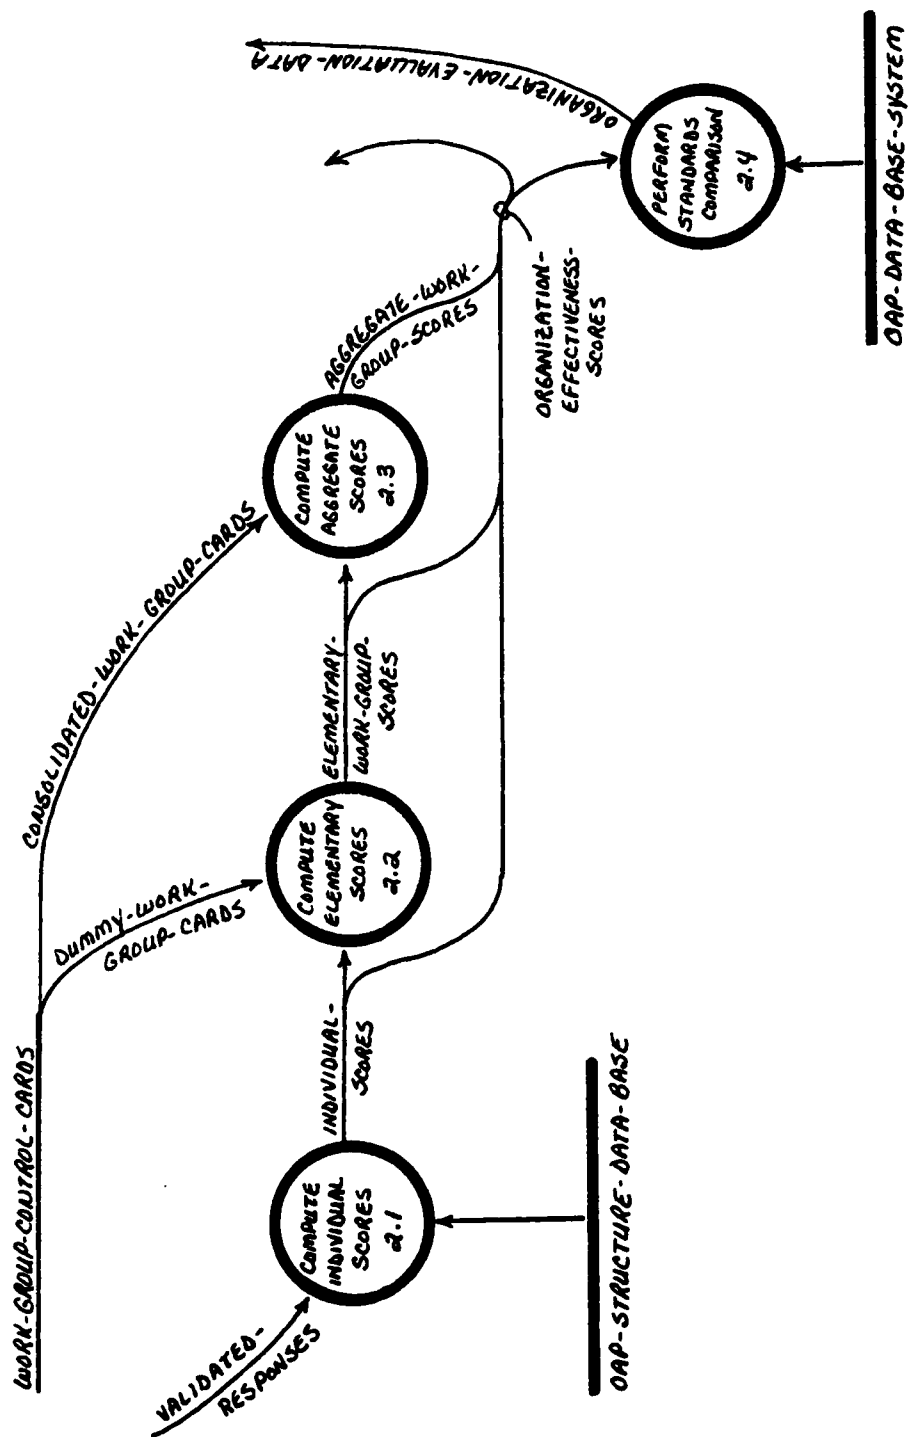 WORK-GROUP-CONTROL-CARDS
CONSOLIDATED-WORK-GROUP-CARDS
DUMMY-WORK-
GROUP-CARDS
VALIDATED-
RESPONSES
COMPUTE
INDIVIDUAL
SCORES
2.1
INDIVIDUAL-
SCORES
COMPUTE
ELEMENTARY
SCORES
2.2
ELEMENTARY-
WORK-GROUP-
SCORES
COMPUTE
AGGREGATE
SCORES
2.3
AGGREGATE-WORK-
GROUP-SCORES
ORGANIZATION-EVALUATION-DATA
ORGANIZATION-
EFFECTIVENESS-
SCORES
PERFORM
STANDARDS
COMPARISON
2.4
OAP-STRUCTURE-DATA-BASE
OAP-DATA-BASE-SYSTEM